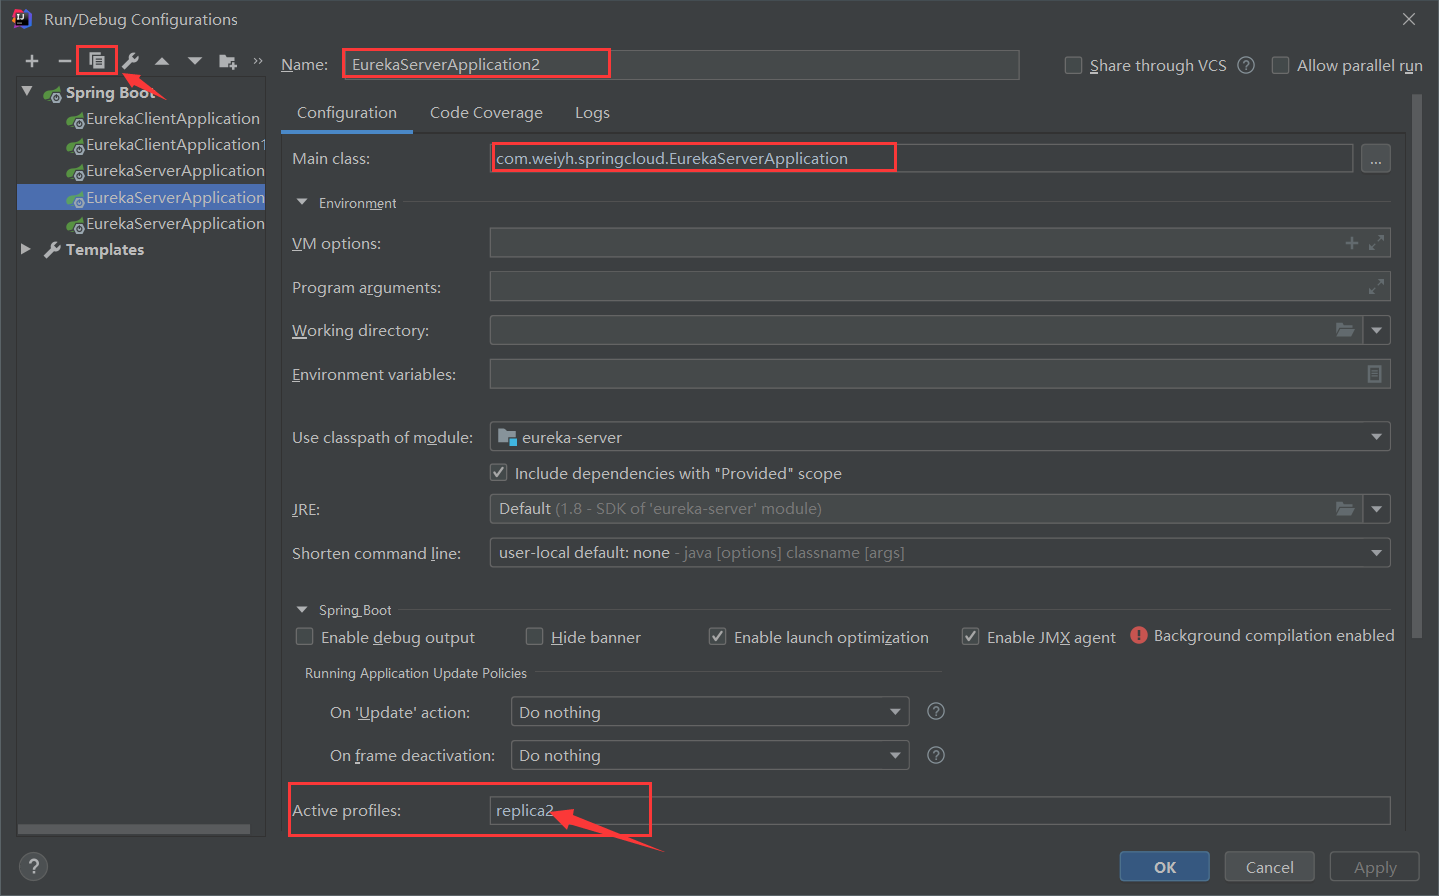 Run/Debug Configurations
Name: EurekaServerApplication2
Share through VCS
Allow parallel run
Spring Boot
EurekaClientApplication
EurekaClientApplication1
EurekaServerApplication
EurekaServerApplication
EurekaServerApplication
Templates
Configuration Code Coverage Logs
Main class: com.weiyh.springcloud.EurekaServerApplication ...
Environment
VM options:
Program arguments:
Working directory:
Environment variables:
Use classpath of module: eureka-server
Include dependencies with "Provided" scope
JRE: Default (1.8 - SDK of 'eureka-server' module)
Shorten command line: user-local default: none - java [options] classname [args]
Spring Boot
Enable debug output Hide banner Enable launch optimization Enable JMX agent Background compilation enabled
Running Application Update Policies
On 'Update' action: Do nothing
On frame deactivation: Do nothing
Active profiles: replica2
OK Cancel Apply